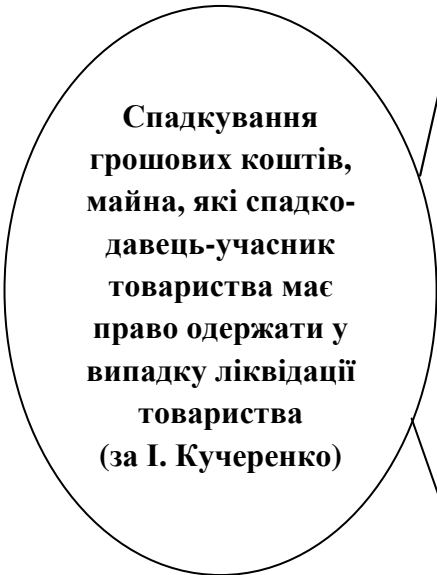 Спадкування
грошових коштів,
майна, які спадко-
давець-учасник
товариства має
право одержати у
випадку ліквідації
товариства
(за І. Кучеренко)